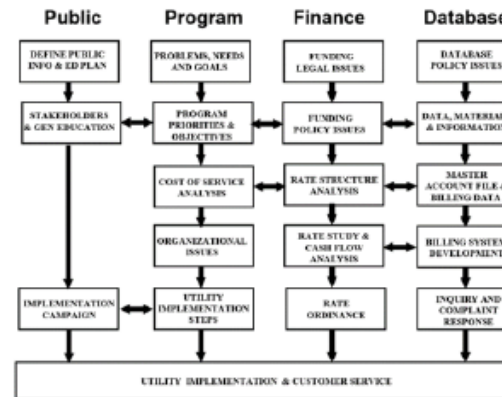 Public Program Finance Database
DEFINE PUBLIC
INFO & ED PLAN
PROBLEMS, NEEDS
AND GOALS
FUNDING
LEGAL ISSUES
DATABASE
POLICY ISSUES
STAKEHOLDERS
& GEN EDUCATION
PROGRAM
PRIORITIES &
OBJECTIVES
FUNDING
POLICY ISSUES
DATA, MATERIAL
& INFORMATION
COST OF SERVICE
ANALYSIS
RATE STRUCTURE
ANALYSIS
MASTER
ACCOUNT FILE &
BILLING DATA
ORGANIZATIONAL
ISSUES
RATE STUDY &
CASH FLOW
ANALYSIS
BILLING SYSTEM
DEVELOPMENT
IMPLEMENTATION
CAMPAIGN
UTILITY
IMPLEMENTATION
STEPS
RATE
ORDINANCE
INQUIRY AND
COMPLAINT
RESPONSE
UTILITY IMPLEMENTATION & CUSTOMER SERVICE